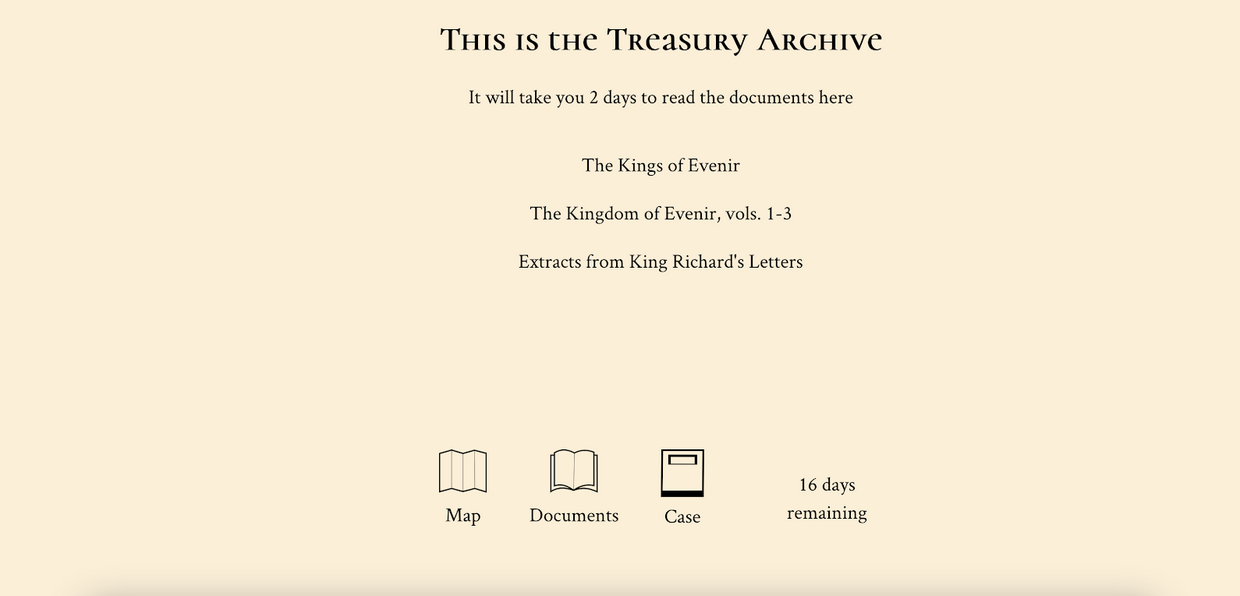 This is the Treasury Archive
It will take you 2 days to read the documents here
The Kings of Evenir
The Kingdom of Evenir, vols. 1-3
Extracts from King Richard's Letters
Map
Documents
Case
16 days
remaining